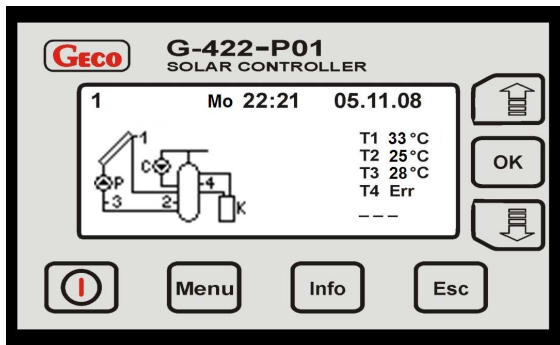 GECO
G-422-P01
SOLAR CONTROLLER
1 Mo 22:21 05.11.08
T1 33°C
T2 25°C
T3 28°C
T4 Err
---
1
C
P
4
3
2
K
OK
Menu
Info
Esc